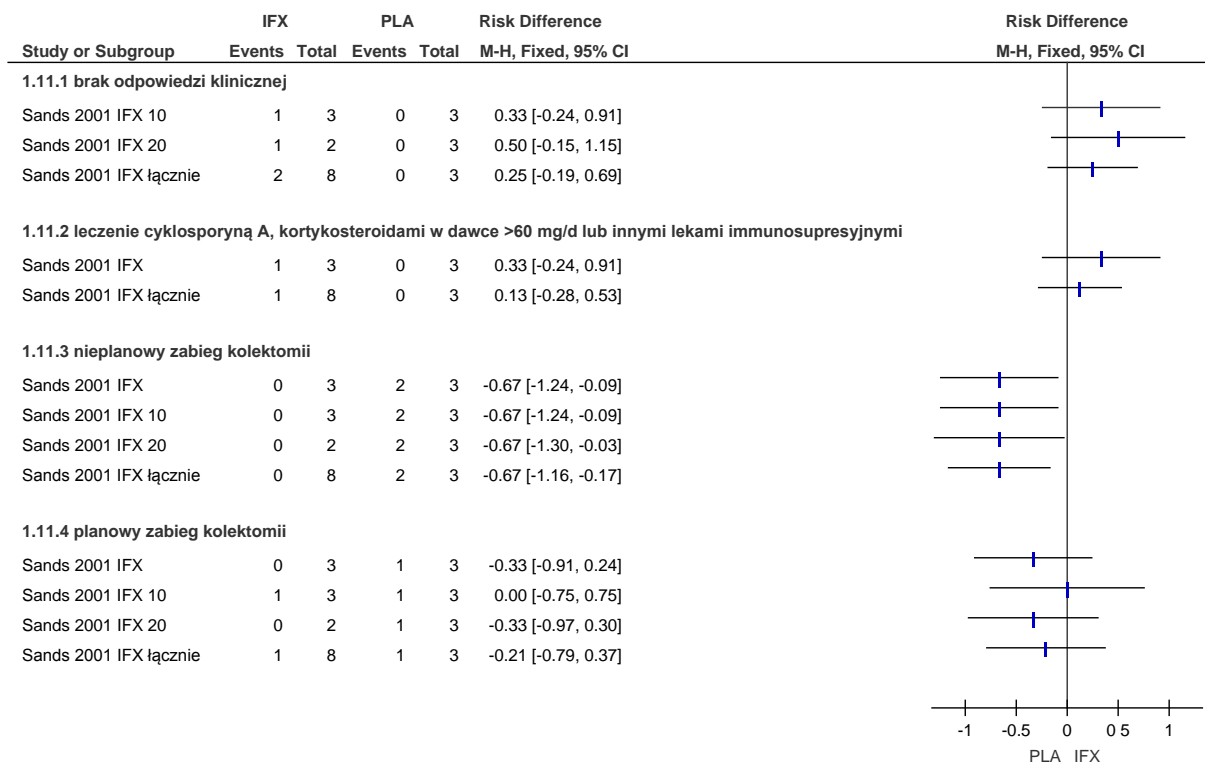 IFX PLA Risk Difference Risk Difference
Study or Subgroup Events Total Events Total M-H, Fixed, 95% CI M-H, Fixed, 95% CI
1.11.1 brak odpowiedzi klinicznej
Sands 2001 IFX 10 1 3 0 3 0.33 [-0.24, 0.91]
Sands 2001 IFX 20 1 2 0 3 0.50 [-0.15, 1.15]
Sands 2001 IFX łącznie 2 8 0 3 0.25 [-0.19, 0.69]
1.11.2 leczenie cyklosporyną A, kortykosteroidami w dawce >60 mg/d lub innymi lekami immunosupresyjnymi
Sands 2001 IFX 1 3 0 3 0.33 [-0.24, 0.91]
Sands 2001 IFX łącznie 1 8 0 3 0.13 [-0.28, 0.53]
1.11.3 nieplanowy zabieg kolektomii
Sands 2001 IFX 0 3 2 3 -0.67 [-1.24, -0.09]
Sands 2001 IFX 10 0 3 2 3 -0.67 [-1.24, -0.09]
Sands 2001 IFX 20 0 2 2 3 -0.67 [-1.30, -0.03]
Sands 2001 IFX łącznie 0 8 2 3 -0.67 [-1.16, -0.17]
1.11.4 planowy zabieg kolektomii
Sands 2001 IFX 0 3 1 3 -0.33 [-0.91, 0.24]
Sands 2001 IFX 10 1 3 1 3 0.00 [-0.75, 0.75]
Sands 2001 IFX 20 0 2 1 3 -0.33 [-0.97, 0.30]
Sands 2001 IFX łącznie 1 8 1 3 -0.21 [-0.79, 0.37]
-1 -0.5 0 0 5 1
PLA IFX